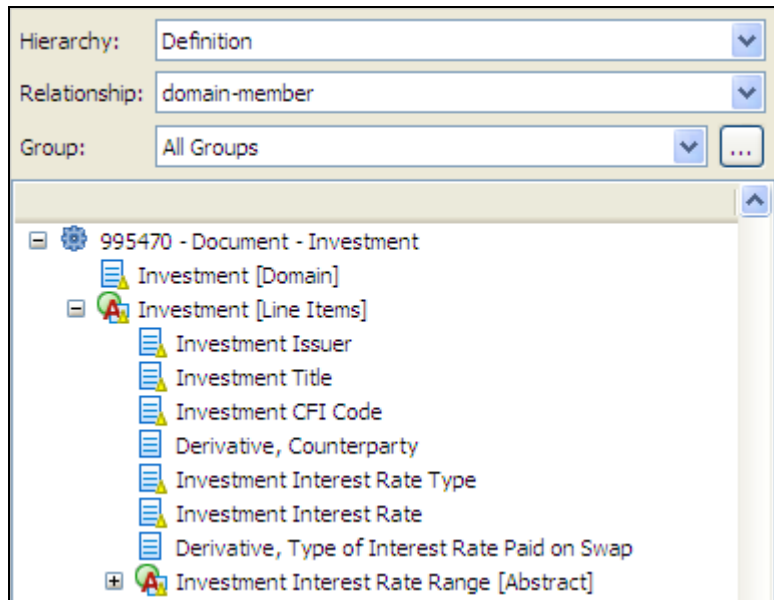 Hierarchy: Definition
Relationship: domain-member
Group: All Groups ...
995470 - Document - Investment
Investment [Domain]
Investment [Line Items]
Investment Issuer
Investment Title
Investment CFI Code
Derivative, Counterparty
Investment Interest Rate Type
Investment Interest Rate
Derivative, Type of Interest Rate Paid on Swap
Investment Interest Rate Range [Abstract]